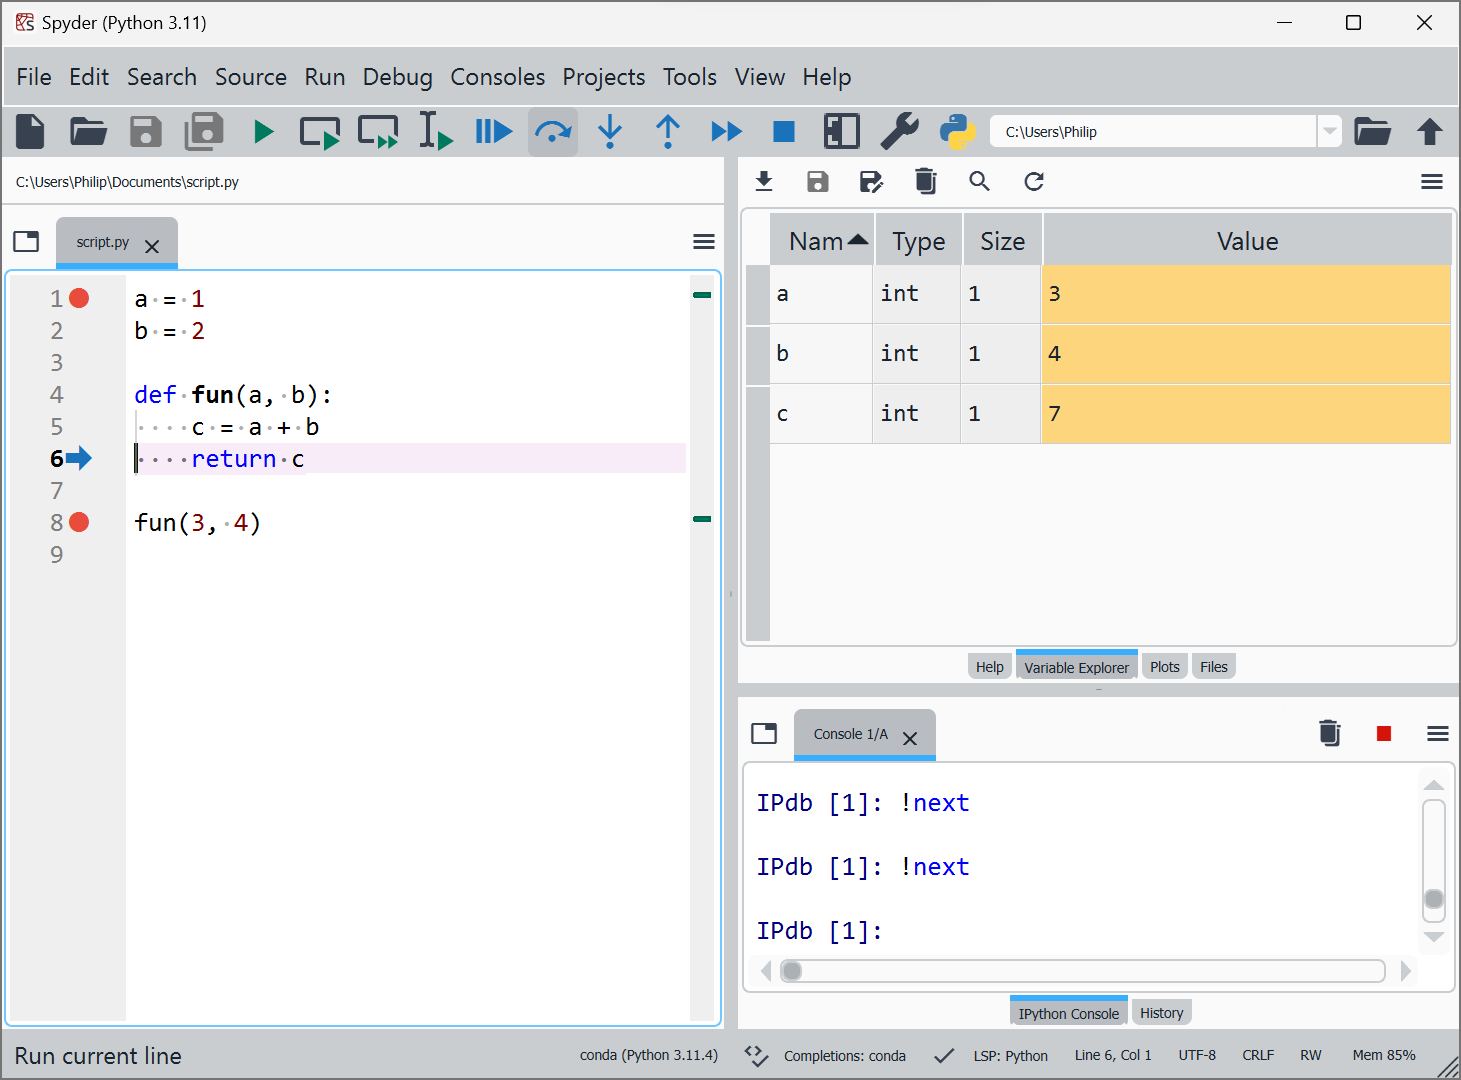 Spyder (Python 3.11)
File Edit Search Source Run Debug Consoles Projects Tools View Help
C:\Users\Philip
C:\Users\Philip\Documents\script.py
script.py
1 a = 1
2 b = 2
3
4 def fun(a, b):
5 c = a + b
6 return c
7
8 fun(3, 4)
9
Nam Type Size Value
a int 1 3
b int 1 4
c int 1 7
Help Variable Explorer Plots Files
Console 1/A
IPdb [1]: !next
IPdb [1]: !next
IPdb [1]:
IPython Console History
Run current line conda (Python 3.11.4) Completions: conda LSP: Python Line 6, Col 1 UTF-8 CRLF RW Mem 85%